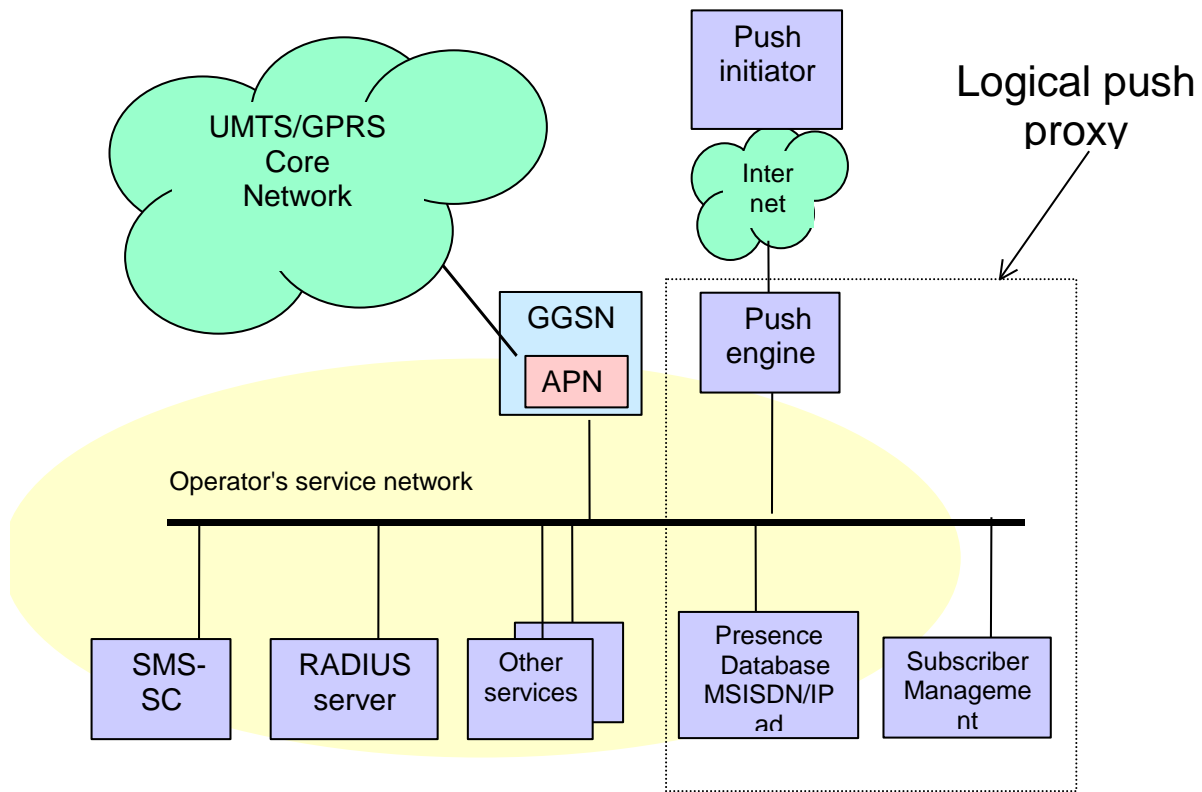 Push
initiator
Logical push
proxy
UMTS/GPRS
Core
Network
Inter
net
GGSN
APN
Push
engine
Operator's service network
SMS-
SC
RADIUS
server
Other
services
Presence
Database
MSISDN/IP
ad
Subscriber
Manageme
nt